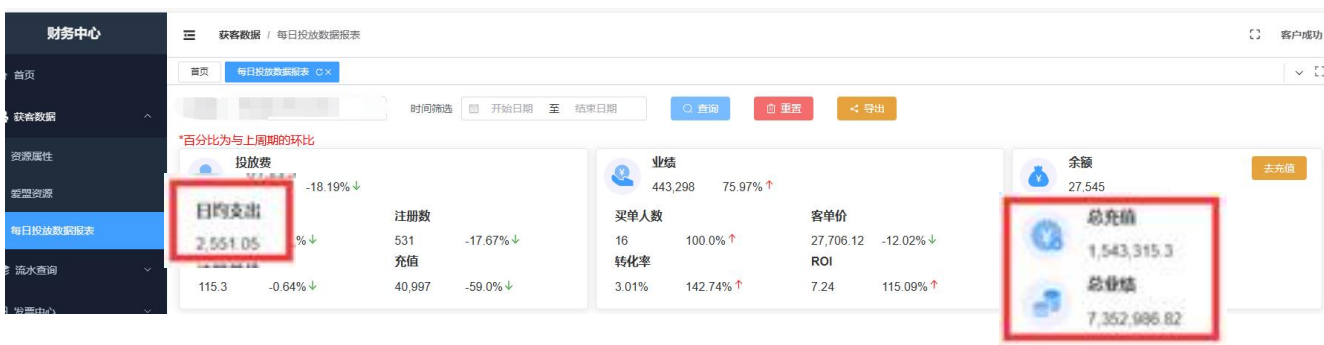 财务中心
获客数据 / 每日投放数据报表
客户成功
首页
首页
每日投放数据报表
获客数据
资源属性
爱盟资源
每日投放数据报表
流水查询
发票中心
时间筛选 开始日期 至 结束日期 查询 重置 导出
*百分比为与上周期的环比
投放费
-18.19%↓
日均支出
2,551.05
%↓
115.3 -0.64%↓
注册数
531 -17.67%↓
充值
40,997 -59.0%↓
业绩
443,298 75.97%↑
买单人数
16 100.0%↑
转化率
3.01% 142.74%↑
客单价
27,706.12 -12.02%↓
ROI
7.24 115.09%↑
余额
27,545
去充值
总充值
1,543,315.3
总业绩
7,352,986.82